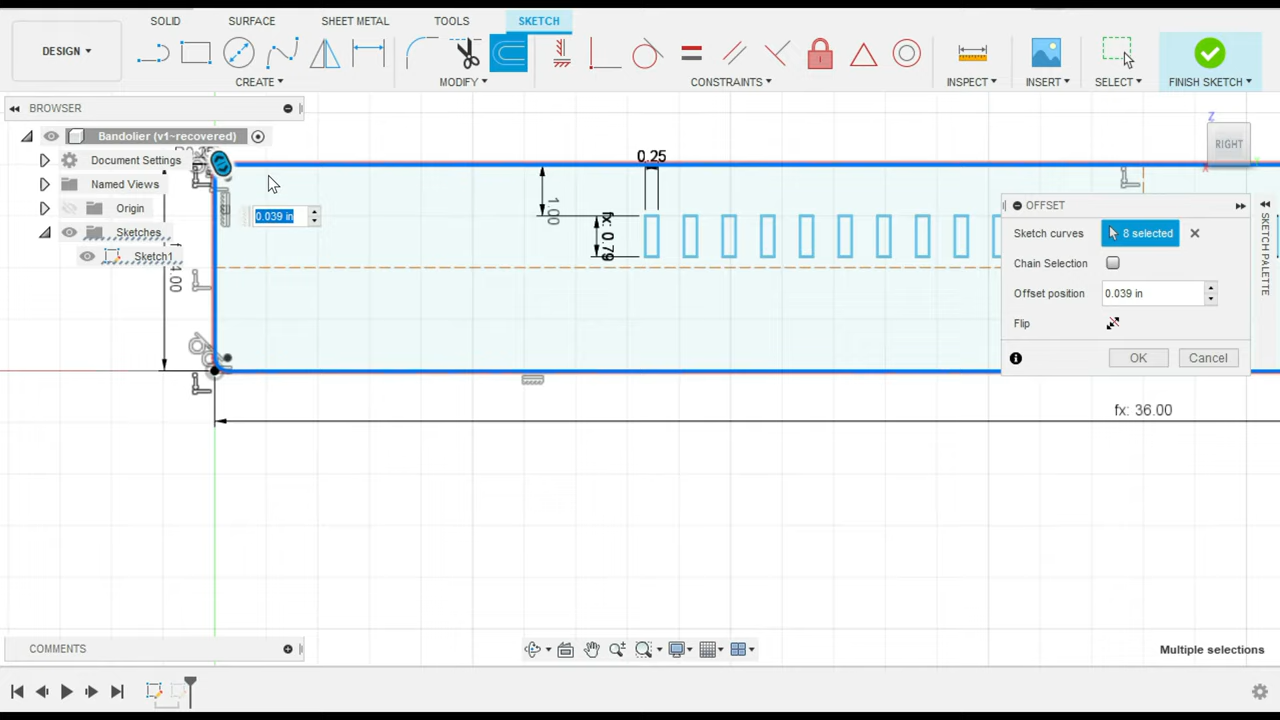 SOLID SURFACE SHEET METAL TOOLS SKETCH
DESIGN
CREATE MODIFY CONSTRAINTS INSPECT INSERT SELECT FINISH SKETCH
BROWSER
Bandolier (v1~recovered)
Document Settings
Named Views
Origin
Sketches
Sketch1
0.039 in
0.25
1.00
fx: 0.79
4.00
fx: 36.00
Z
RIGHT
X
OFFSET
Sketch curves 8 selected
Chain Selection
Offset position 0.039 in
Flip
OK Cancel
SKETCH PALETTE
COMMENTS
Multiple selections